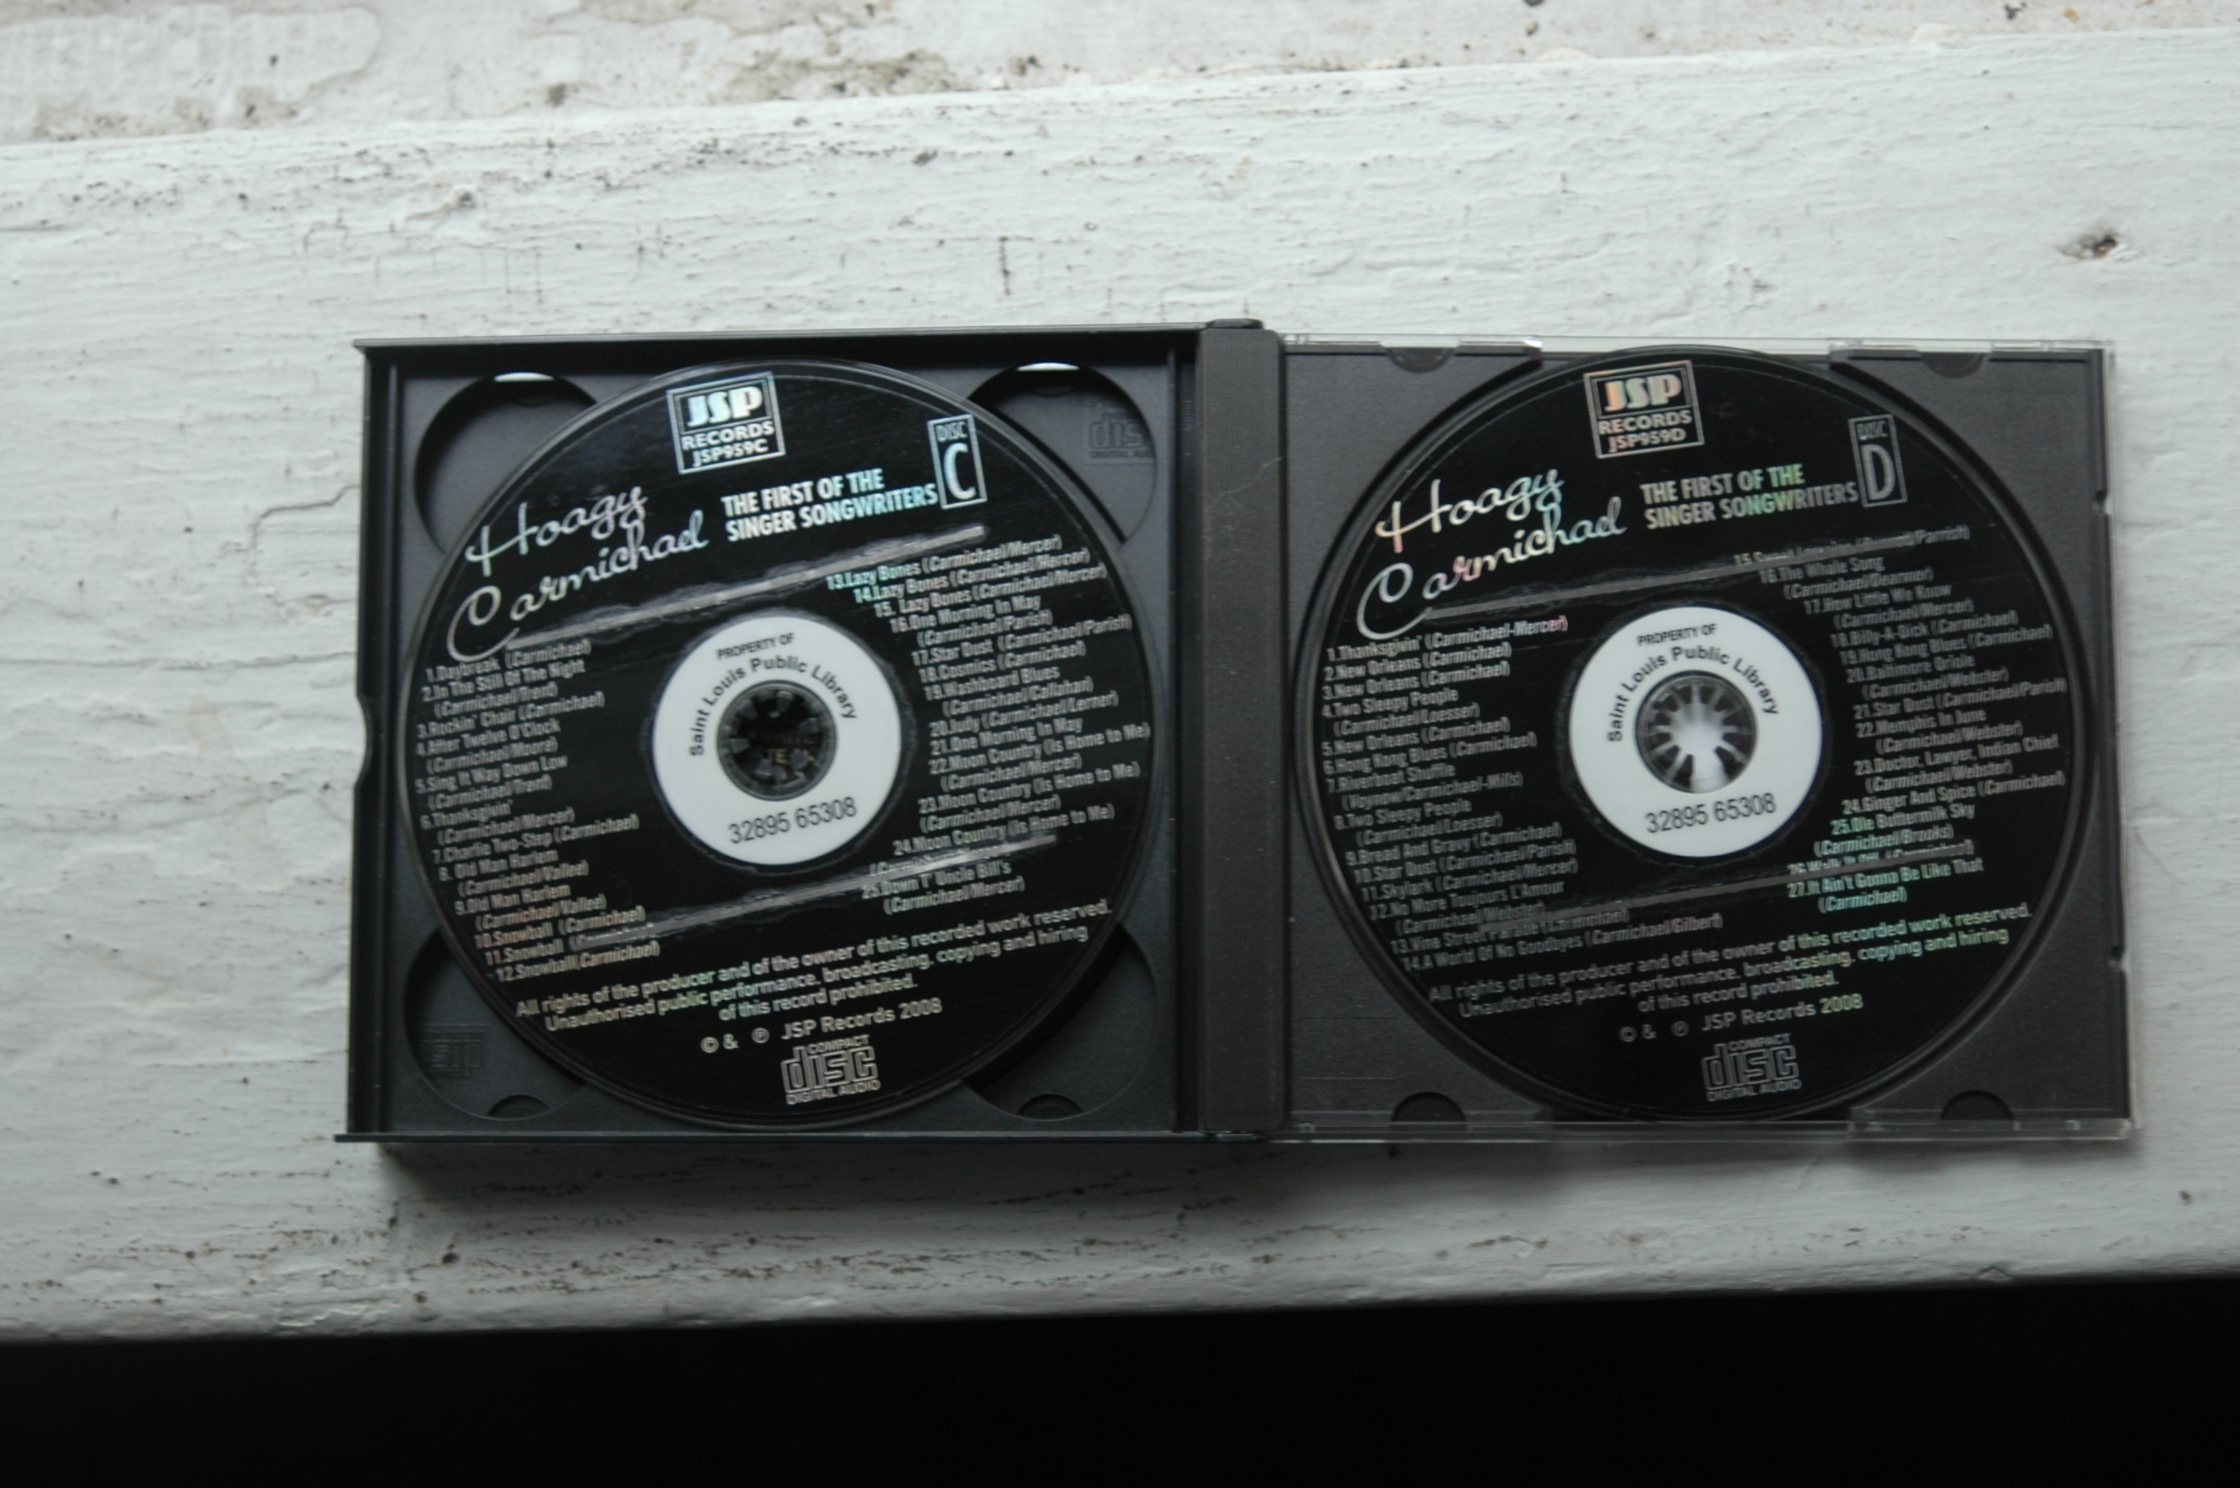 JSP
RECORDS
JSP959C
DISC
C
Hoagy
Carmichael
THE FIRST OF THE
SINGER SONGWRITERS
1.Daybreak (Carmichael)
2.In The Still Of The Night
(Carmichael/Trend)
3.Rockin' Chair (Carmichael)
4.After Twelve O'Clock
(Carmichael/Moore)
5.Sing It Way Down Low
(Carmichael/Trend)
6.Thanksgivin'
(Carmichael/Mercer)
7.Charlie Two-Step (Carmichael)
8. Old Man Harlem
(Carmichael/Vallee)
9.Old Man Harlem
(Carmichael/Vallee)
10.Snowball (Carmichael)
11.Snowball (Carmichael)
12.Snowball(Carmichael)
13.Lazy Bones (Carmichael/Mercer)
14.Lazy Bones (Carmichael/Mercer)
15. Lazy Bones (Carmichael/Mercer)
16.One Morning In May
(Carmichael/Parish)
17.Star Dust (Carmichael/Parish)
18.Cosmics (Carmichael)
19.Washboard Blues
(Carmichael/Callahan)
20.Judy (Carmichael/Lerner)
21.One Morning In May
22.Moon Country (Is Home to Me)
(Carmichael/Mercer)
23.Moon Country (Is Home to Me)
(Carmichael/Mercer)
24.Moon Country (Is Home to Me)
25.Down T' Uncle Bill's
(Carmichael/Mercer)
PROPERTY OF
Saint Louis Public Library
32895 65308
All rights of the producer and of the owner of this recorded work reserved.
Unauthorised public performance, broadcasting, copying and hiring
of this record prohibited.
© & ℗ JSP Records 2008
COMPACT
disc
DIGITAL AUDIO
JSP
RECORDS
JSP959D
DISC
D
Hoagy
Carmichael
THE FIRST OF THE
SINGER SONGWRITERS
1.Thanksgivin' (Carmichael-Mercer)
2.New Orleans (Carmichael)
3.New Orleans (Carmichael)
4.Two Sleepy People
(Carmichael/Loesser)
5.New Orleans (Carmichael)
6.Hong Kong Blues (Carmichael)
7.Riverboat Shuffle
(Voynow/Carmichael-Mills)
8.Two Sleepy People
(Carmichael/Loesser)
9.Bread And Gravy (Carmichael)
10.Star Dust (Carmichael/Parish)
11.Skylark (Carmichael/Mercer)
12.No More Toujours L'Amour
(Carmichael/Webster)
13.Vine Street Parade (Carmichael)
14.A World Of No Goodbyes (Carmichael/Gilbert)
15.Sweet Lorraine
16.The Whale Song
(Carmichael/Dearmer)
17.How Little We Know
(Carmichael/Mercer)
18.Billy-A-Dick (Carmichael)
19.Hong Kong Blues (Carmichael)
20.Baltimore Oriole
(Carmichael/Webster)
21.Star Dust (Carmichael/Parish)
22.Memphis In June
(Carmichael/Webster)
23.Doctor, Lawyer, Indian Chief
(Carmichael/Webster)
24.Ginger And Spice (Carmichael)
25.Ole Buttermilk Sky
(Carmichael/Brooks)
26.Walk It Off (Carmichael)
27.It Ain't Gonna Be Like That
(Carmichael)
PROPERTY OF
Saint Louis Public Library
32895 65308
All rights of the producer and of the owner of this recorded work reserved.
Unauthorised public performance, broadcasting, copying and hiring
of this record prohibited.
© & ℗ JSP Records 2008
COMPACT
disc
DIGITAL AUDIO